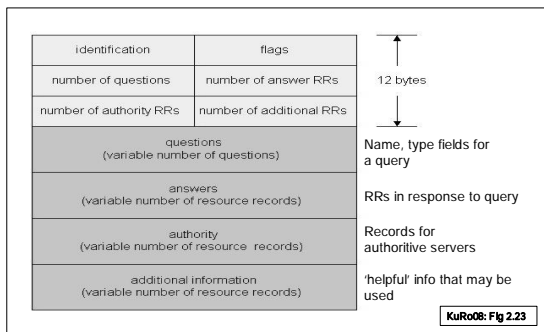 identification
flags
number of questions
number of answer RRs
12 bytes
number of authority RRs
number of additional RRs
questions
(variable number of questions)
Name, type fields for
a query
answers
(variable number of resource records)
RRs in response to query
authority
(variable number of resource records)
Records for
authoritive servers
additional information
(variable number of resource records)
'helpful' info that may be
used
KuRo08: Fig 2.23